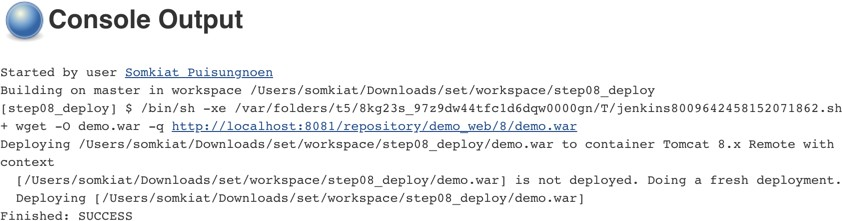 Console Output
Started by user Somkiat Puisungnoen
Building on master in workspace /Users/somkiat/Downloads/set/workspace/step08_deploy
[step08_deploy] $ /bin/sh -xe /var/folders/t5/8kg23s_97z9dw44tfc1d6dqw0000gn/T/jenkins8009642458152071862.sh
+ wget -O demo.war -q http://localhost:8081/repository/demo_web/8/demo.war
Deploying /Users/somkiat/Downloads/set/workspace/step08_deploy/demo.war to container Tomcat 8.x Remote with
context
[/Users/somkiat/Downloads/set/workspace/step08_deploy/demo.war] is not deployed. Doing a fresh deployment.
Deploying [/Users/somkiat/Downloads/set/workspace/step08_deploy/demo.war]
Finished: SUCCESS